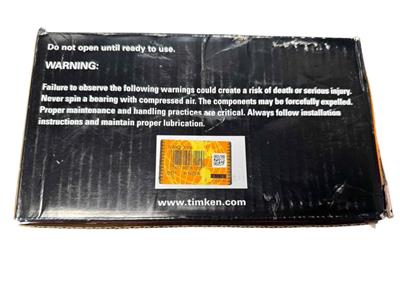 Do not open until ready to use.
WARNING:
Failure to observe the following warnings could create a risk of death or serious injury.
Never spin a bearing with compressed air. The components may be forcefully expelled.
Proper maintenance and handling practices are critical. Always follow installation
instructions and maintain proper lubrication.
www.timken.com